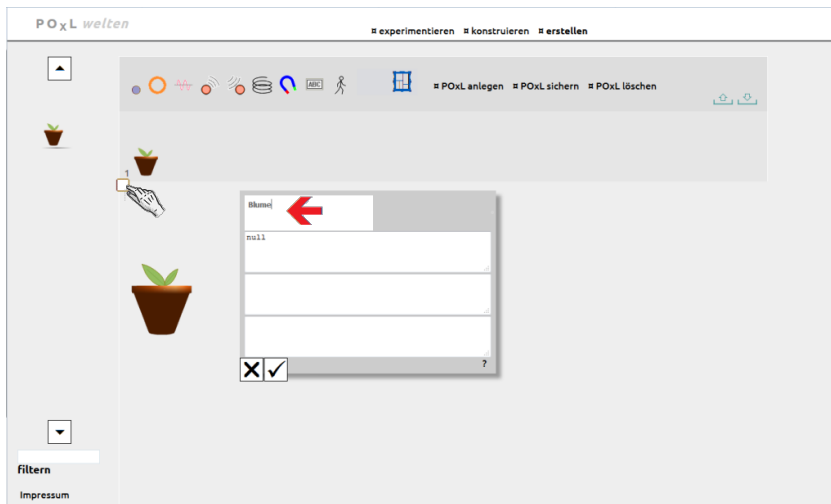 POXL welten
¤ experimentieren ¤ konstruieren ¤ erstellen
ABC
¤ POxL anlegen ¤ POxL sichern ¤ POxL löschen
1
Blume
null
?
filtern
Impressum